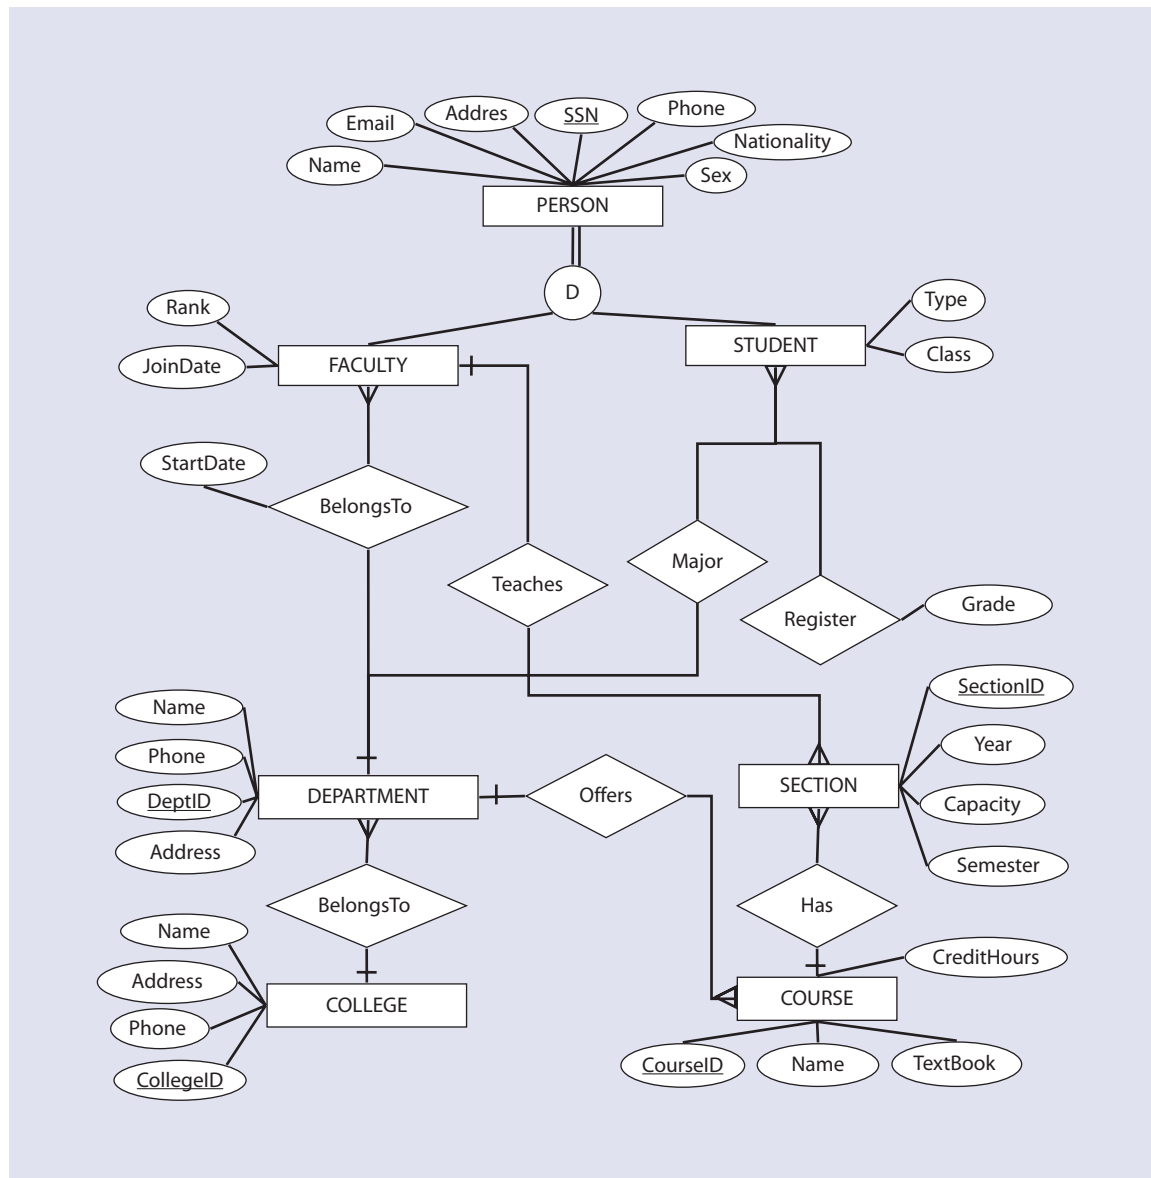 Addres
SSN
Phone
Email
Nationality
Name
Sex
PERSON
D
Type
Rank
STUDENT
Class
JoinDate
FACULTY
StartDate
BelongsTo
Major
Teaches
Grade
Register
SectionID
Name
Year
Phone
SECTION
DEPARTMENT
Offers
DeptID
Capacity
Address
Semester
BelongsTo
Has
Name
CreditHours
Address
COURSE
COLLEGE
Phone
CourseID
Name
TextBook
CollegeID